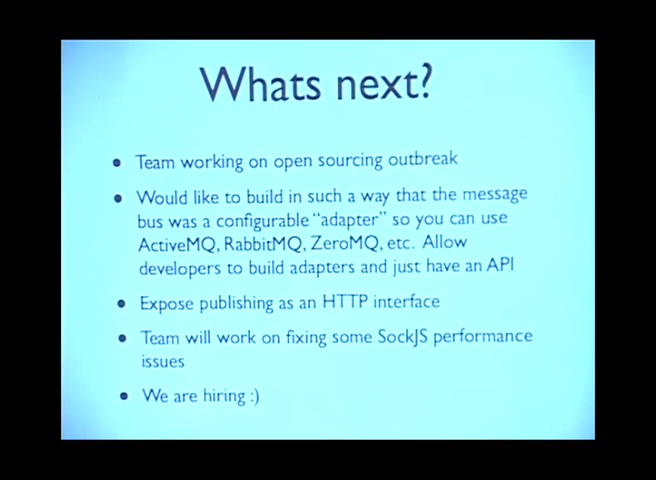 Whats next?
• Team working on open sourcing outbreak
• Would like to build in such a way that the message
bus was a configurable “adapter” so you can use
ActiveMQ, RabbitMQ, ZeroMQ, etc. Allow
developers to build adapters and just have an API
• Expose publishing as an HTTP interface
• Team will work on fixing some SockJS performance
issues
• We are hiring :)